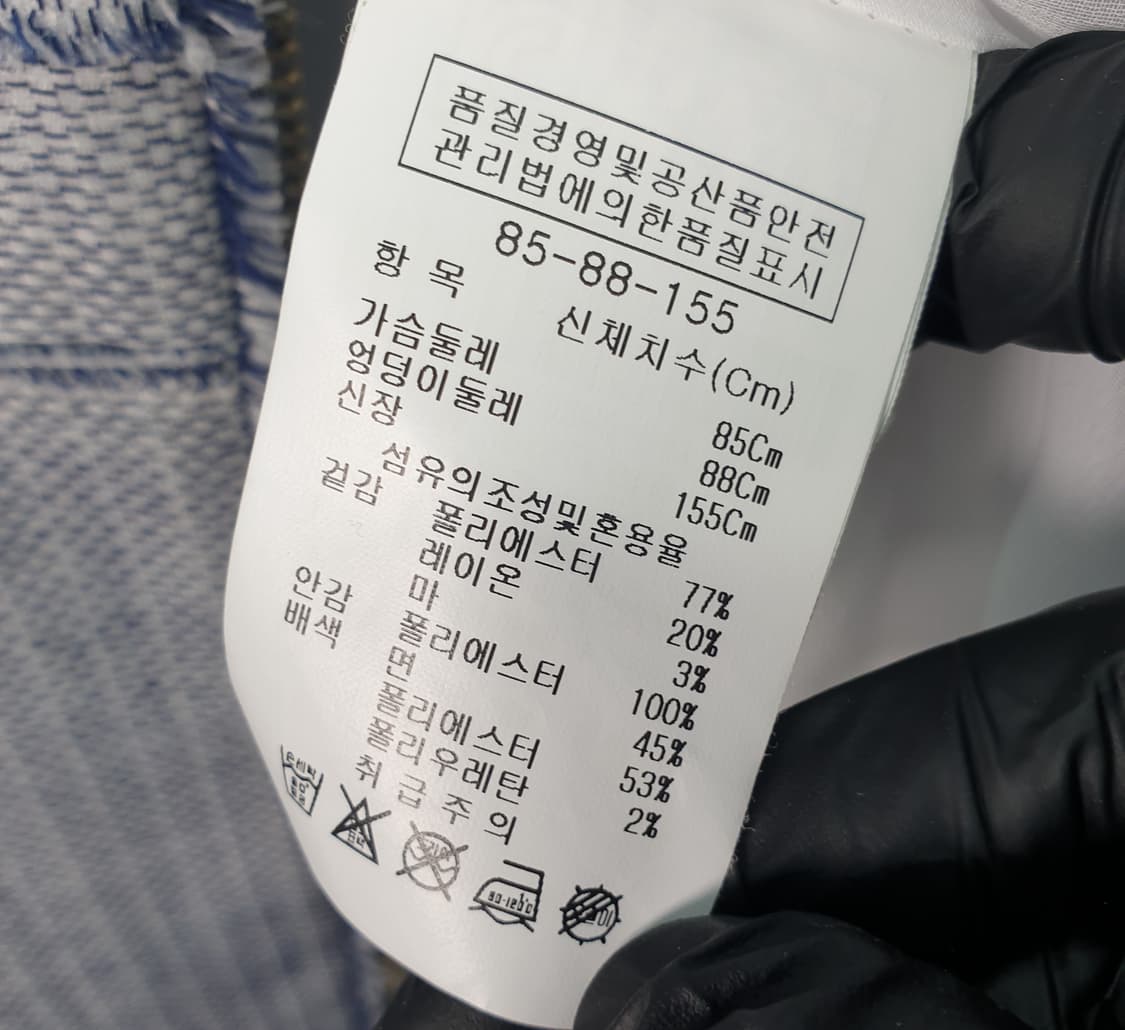 품질경영및공산품안전
관리법에의한품질표시
85-88-155
항 목 신체치수(Cm)
가슴둘레 85Cm
엉덩이둘레 88Cm
신장 155Cm
섬유의조성및혼용율
겉감 폴리에스터 77%
레이온 20%
마 3%
안감 폴리에스터 100%
배색 면 45%
폴리에스터 53%
폴리우레탄 2%
취 급 주 의
손세탁